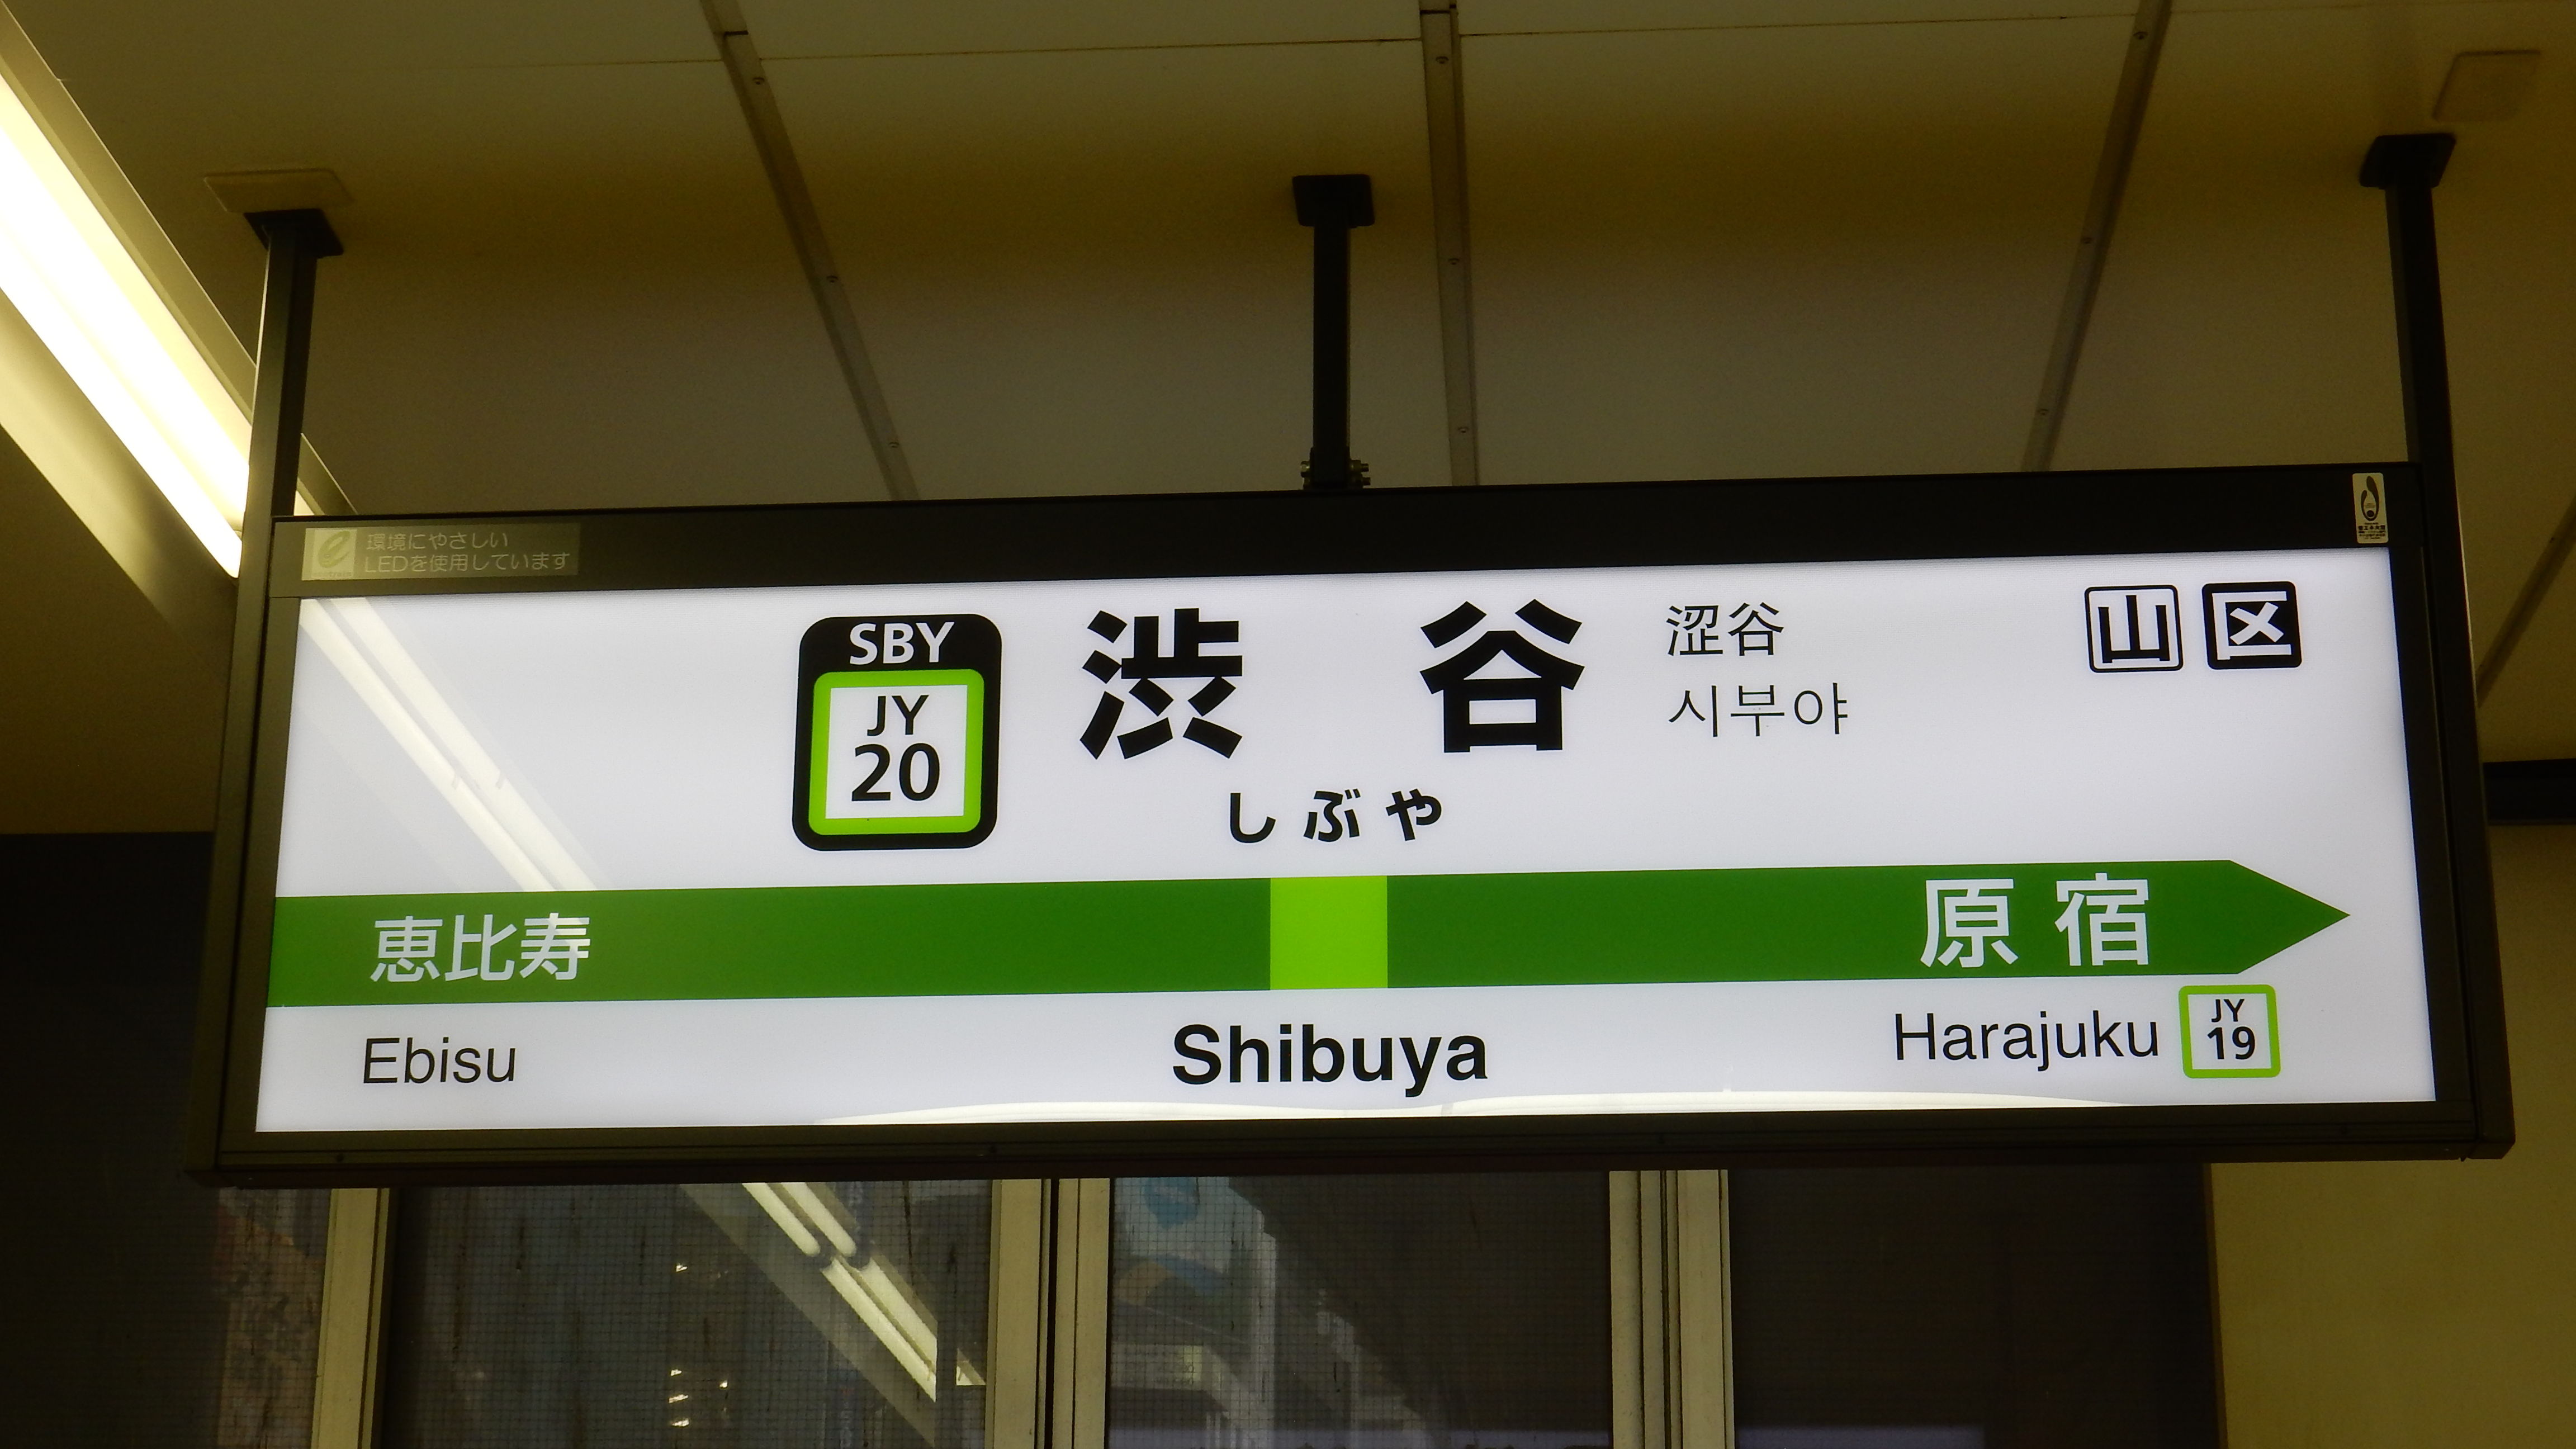 環境にやさしい
LEDを使用しています
SBY
JY
20
渋谷
しぶや
涩谷
시부야
山 区
恵比寿
原宿
Ebisu
Shibuya
Harajuku
JY
19